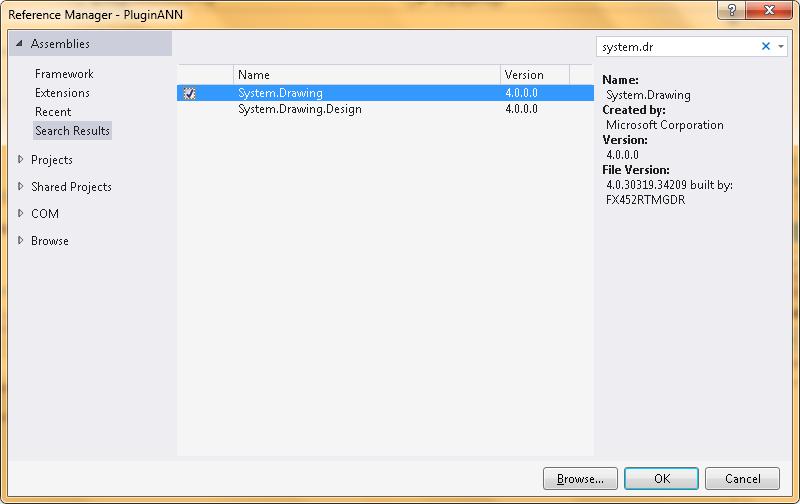 Reference Manager - PluginANN
?
Assemblies
Framework
Extensions
Recent
Search Results
Projects
Shared Projects
COM
Browse
Name Version
System.Drawing 4.0.0.0
System.Drawing.Design 4.0.0.0
system.dr
Name:
System.Drawing
Created by:
Microsoft Corporation
Version:
4.0.0.0
File Version:
4.0.30319.34209 built by:
FX452RTMGDR
Browse... OK Cancel